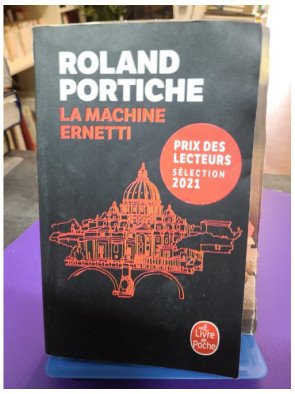 ROLAND
PORTICHE
LA MACHINE
ERNETTI
PRIX DES
LECTEURS
SÉLECTION
2021
Le
Livre
de
Poche